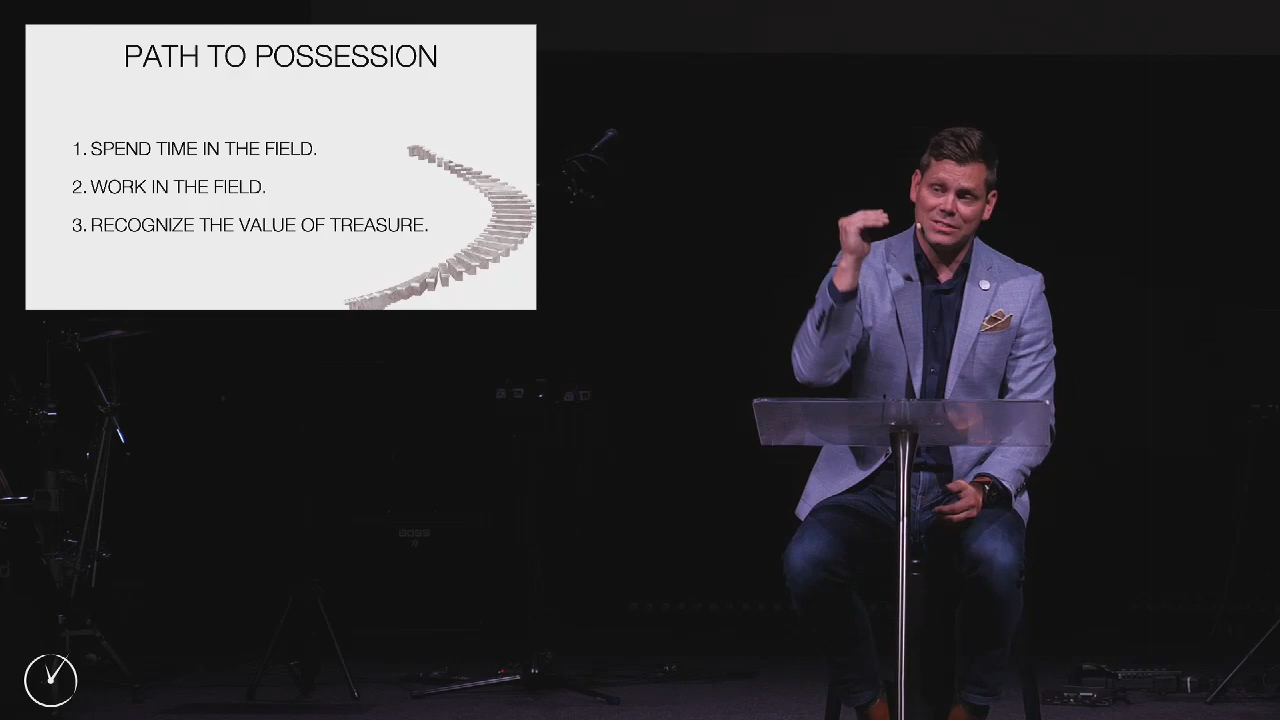 PATH TO POSSESSION
1. SPEND TIME IN THE FIELD.
2. WORK IN THE FIELD.
3. RECOGNIZE THE VALUE OF TREASURE.